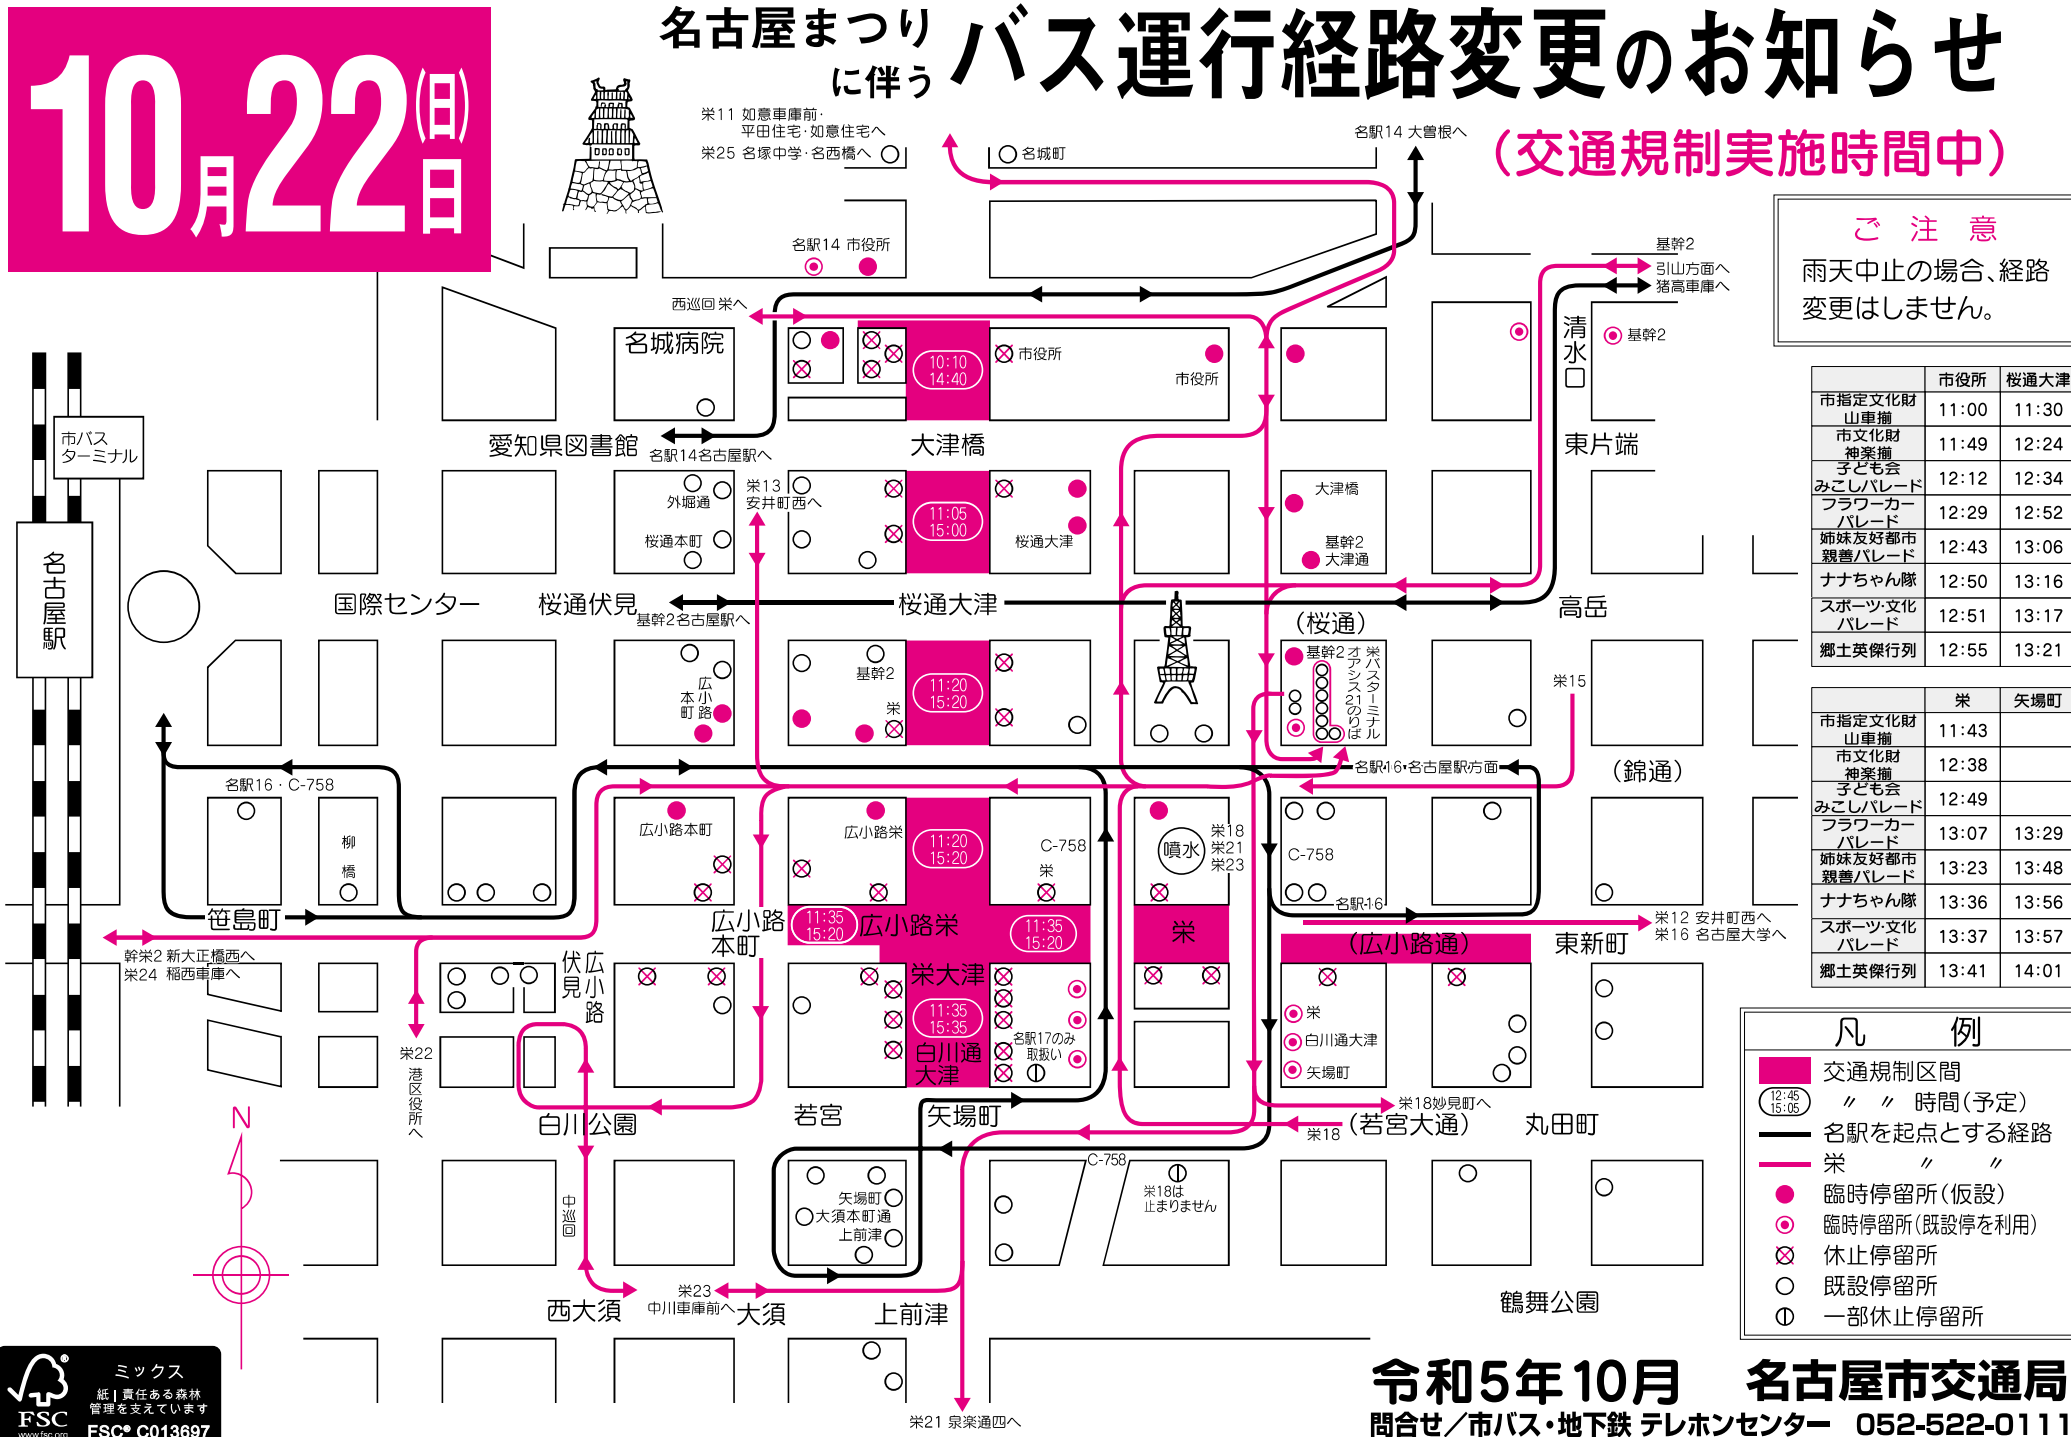 10月22日(日)
名古屋まつり
に伴う
バス運行経路変更のお知らせ
(交通規制実施時間中)
栄11 如意車庫前・
平田住宅・如意住宅へ
栄25 名塚中学・名西橋へ
名城町
名駅14 大曽根へ
ご注意
雨天中止の場合、経路
変更はしません。
名駅14 市役所
基幹2
引山方面へ
猪高車庫へ
西巡回 栄へ
名城病院
10:10
14:40
市役所
市役所
清水口
基幹2
市バス
ターミナル
愛知県図書館
名駅14名古屋駅へ
大津橋
東片端
外堀通
桜通本町
栄13
安井町西へ
11:05
15:00
桜通大津
大津橋
基幹2
大津通
名古屋駅
国際センター
桜通伏見
基幹2名古屋駅へ
桜通大津
高岳
(桜通)
広小路
本町
基幹2
栄
11:20
15:20
基幹2
栄バスターミナル
オアシス21のりば
栄15
名駅16・C-758
名駅16・名古屋駅方面
(錦通)
柳橋
広小路本町
広小路栄
11:20
15:20
C-758
栄
噴水
栄18
栄21
栄23
C-758
名駅16
笹島町
広小路
本町
11:35
15:20
広小路栄
11:35
15:20
栄
(広小路通)
東新町
栄12 安井町西へ
栄16 名古屋大学へ
幹栄2 新大正橋西へ
栄24 稲西車庫へ
広小路
伏見
栄大津
11:35
15:35
白川通
大津
名駅17のみ
取扱い
栄
白川通大津
矢場町
栄22
港区役所へ
白川公園
若宮
矢場町
栄18妙見町へ
栄18
(若宮大通)
丸田町
N
中巡回
C-758
矢場町
大須本町通
上前津
栄18は
止まりません
西大須
栄23
中川車庫前へ
大須
上前津
鶴舞公園
栄21 泉楽通四へ
市役所 桜通大津
市指定文化財
山車揃 11:00 11:30
市文化財
神楽揃 11:49 12:24
子ども会
みこしパレード 12:12 12:34
フラワーカー
パレード 12:29 12:52
姉妹友好都市
親善パレード 12:43 13:06
ナナちゃん隊 12:50 13:16
スポーツ・文化
パレード 12:51 13:17
郷土英傑行列 12:55 13:21
栄 矢場町
市指定文化財
山車揃 11:43
市文化財
神楽揃 12:38
子ども会
みこしパレード 12:49
フラワーカー
パレード 13:07 13:29
姉妹友好都市
親善パレード 13:23 13:48
ナナちゃん隊 13:36 13:56
スポーツ・文化
パレード 13:37 13:57
郷土英傑行列 13:41 14:01
凡例
交通規制区間
12:45
15:05
〃 〃 時間(予定)
名駅を起点とする経路
栄 〃 〃
臨時停留所(仮設)
臨時停留所(既設停を利用)
休止停留所
既設停留所
一部休止停留所
ミックス
紙|責任ある森林
管理を支えています
FSC
www.fsc.org
FSC® C013697
令和5年10月 名古屋市交通局
問合せ/市バス・地下鉄 テレホンセンター 052-522-0111